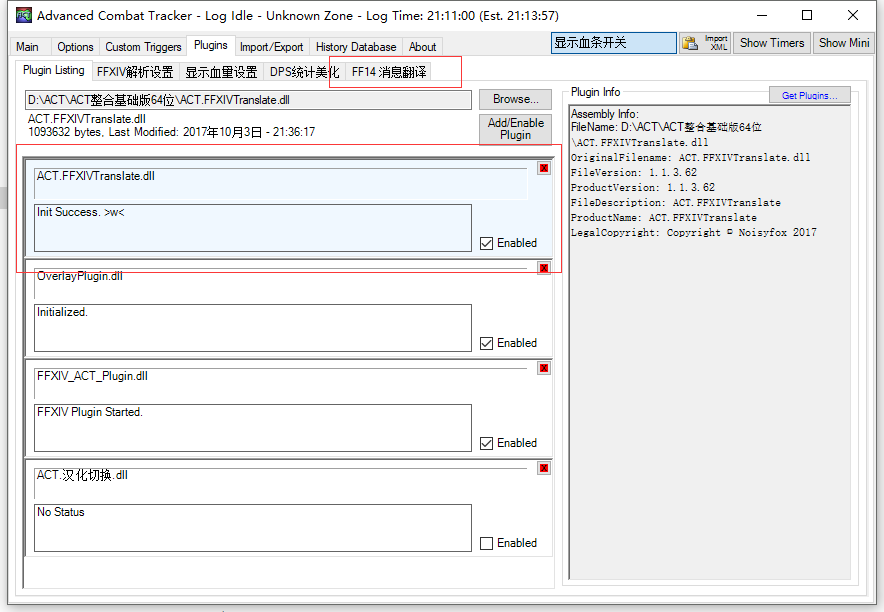 Advanced Combat Tracker - Log Idle - Unknown Zone - Log Time: 21:11:00 (Est. 21:13:57)
Main Options Custom Triggers Plugins Import/Export History Database About
显示血条开关 Import XML Show Timers Show Mini
Plugin Listing FFXIV解析设置 显示血量设置 DPS统计美化 FF14 消息翻译
D:\ACT\ACT整合基础版64位\ACT.FFXIVTranslate.dll
Browse...
ACT.FFXIVTranslate.dll
1093632 bytes, Last Modified: 2017年10月3日 - 21:36:17
Add/Enable
Plugin
ACT.FFXIVTranslate.dll
X
Init Success. >w<
Enabled
OverlayPlugin.dll
X
Initialized.
Enabled
FFXIV_ACT_Plugin.dll
X
FFXIV Plugin Started.
Enabled
ACT.汉化切换.dll
X
No Status
Enabled
Plugin Info
Get Plugins...
Assembly Info:
FileName: D:\ACT\ACT整合基础版64位
\ACT.FFXIVTranslate.dll
OriginalFilename: ACT.FFXIVTranslate.dll
FileVersion: 1.1.3.62
ProductVersion: 1.1.3.62
FileDescription: ACT.FFXIVTranslate
ProductName: ACT.FFXIVTranslate
LegalCopyright: Copyright © Noisyfox 2017